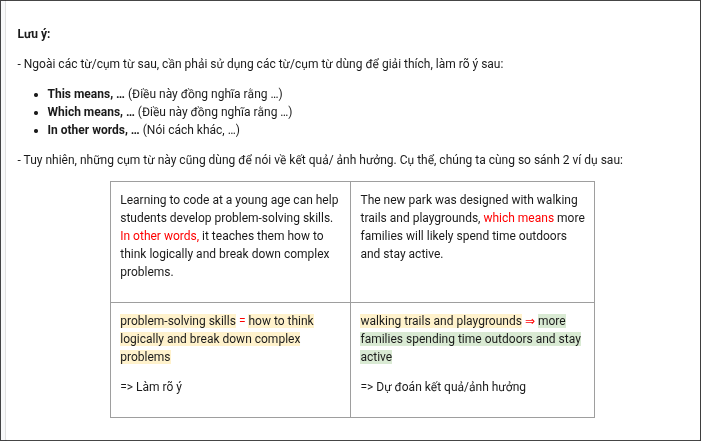 Lưu ý:
- Ngoài các từ/cụm từ sau, cần phải sử dụng các từ/cụm từ dùng để giải thích, làm rõ ý sau:
• This means, … (Điều này đồng nghĩa rằng …)
• Which means, … (Điều này đồng nghĩa rằng …)
• In other words, … (Nói cách khác, …)
- Tuy nhiên, những cụm từ này cũng dùng để nói về kết quả/ ảnh hưởng. Cụ thể, chúng ta cùng so sánh 2 ví dụ sau:
Learning to code at a young age can help
students develop problem-solving skills.
In other words, it teaches them how to
think logically and break down complex
problems.
The new park was designed with walking
trails and playgrounds, which means more
families will likely spend time outdoors
and stay active.
problem-solving skills = how to think
logically and break down complex
problems
=> Làm rõ ý
walking trails and playgrounds ⇒ more
families spending time outdoors and stay
active
=> Dự đoán kết quả/ảnh hưởng